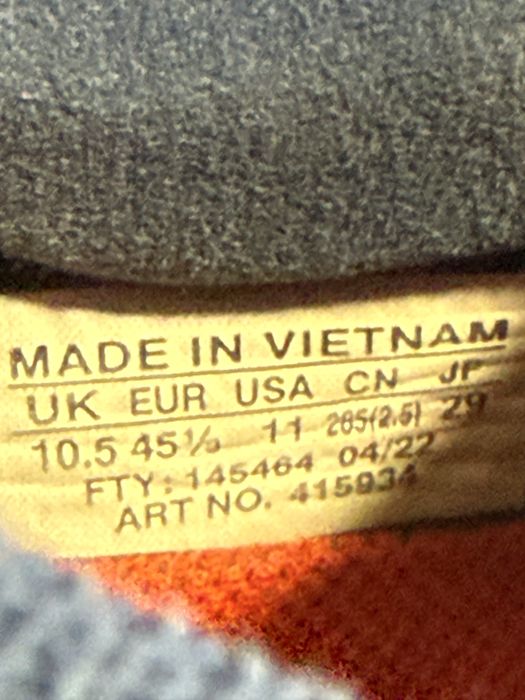 MADE IN VIETNAM
UK EUR USA CN JP
10.5 45⅓ 11 285(2.5) 29
FTY: 145464 04/22
ART NO. 415934